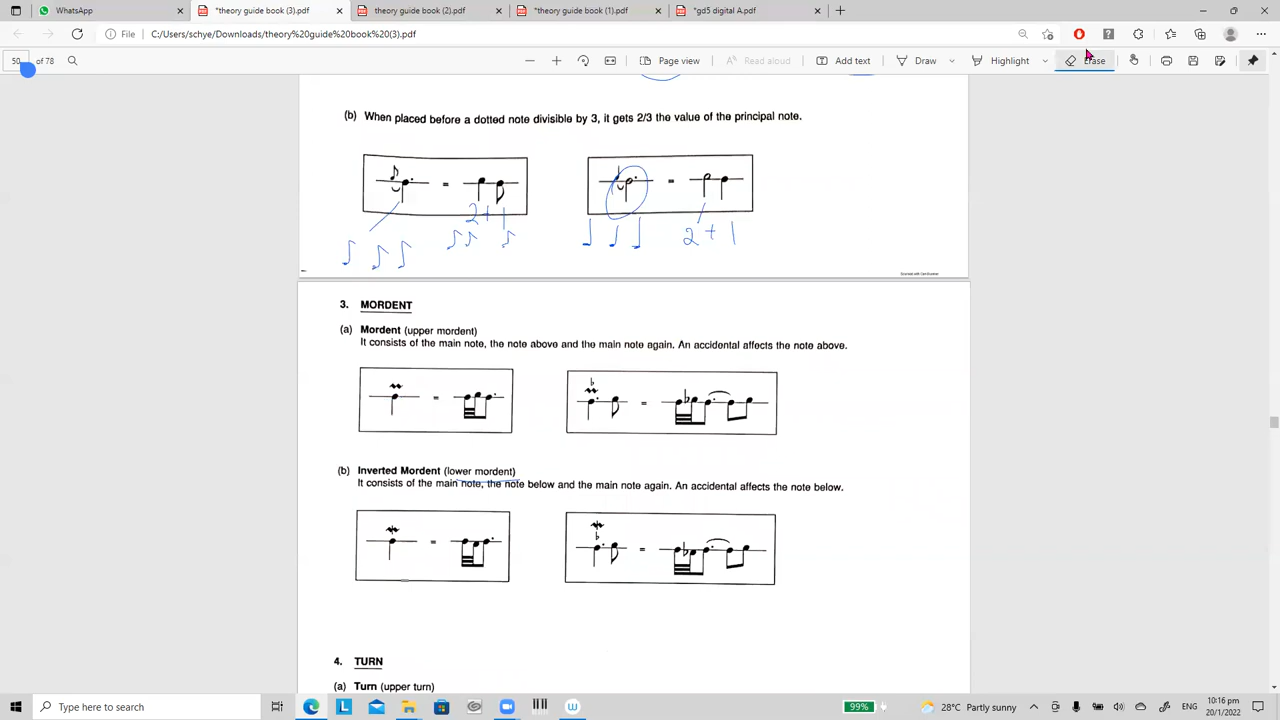 WhatsApp
*theory guide book (3).pdf
theory guide book (2).pdf
*theory guide book (1).pdf
*gd5 digital A.pdf
File
C:/Users/schye/Downloads/theory%20guide%20book%20(3).pdf
50 of 78
Page view
Read aloud
Add text
Draw
Highlight
Erase
(b) When placed before a dotted note divisible by 3, it gets 2/3 the value of the principal note.
= =
2 + 1
2 + 1
Scanned with CamScanner
3. MORDENT
(a) Mordent (upper mordent)
It consists of the main note, the note above and the main note again. An accidental affects the note above.
= =
(b) Inverted Mordent (lower mordent)
It consists of the main note, the note below and the main note again. An accidental affects the note below.
= =
4. TURN
(a) Turn (upper turn)
Type here to search
99%
28°C Partly sunny
ENG
10:16 pm
20/1/2022